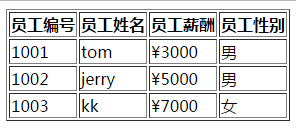 员工编号 员工姓名 员工薪酬 员工性别
1001 tom ¥3000 男
1002 jerry ¥5000 男
1003 kk ¥7000 女